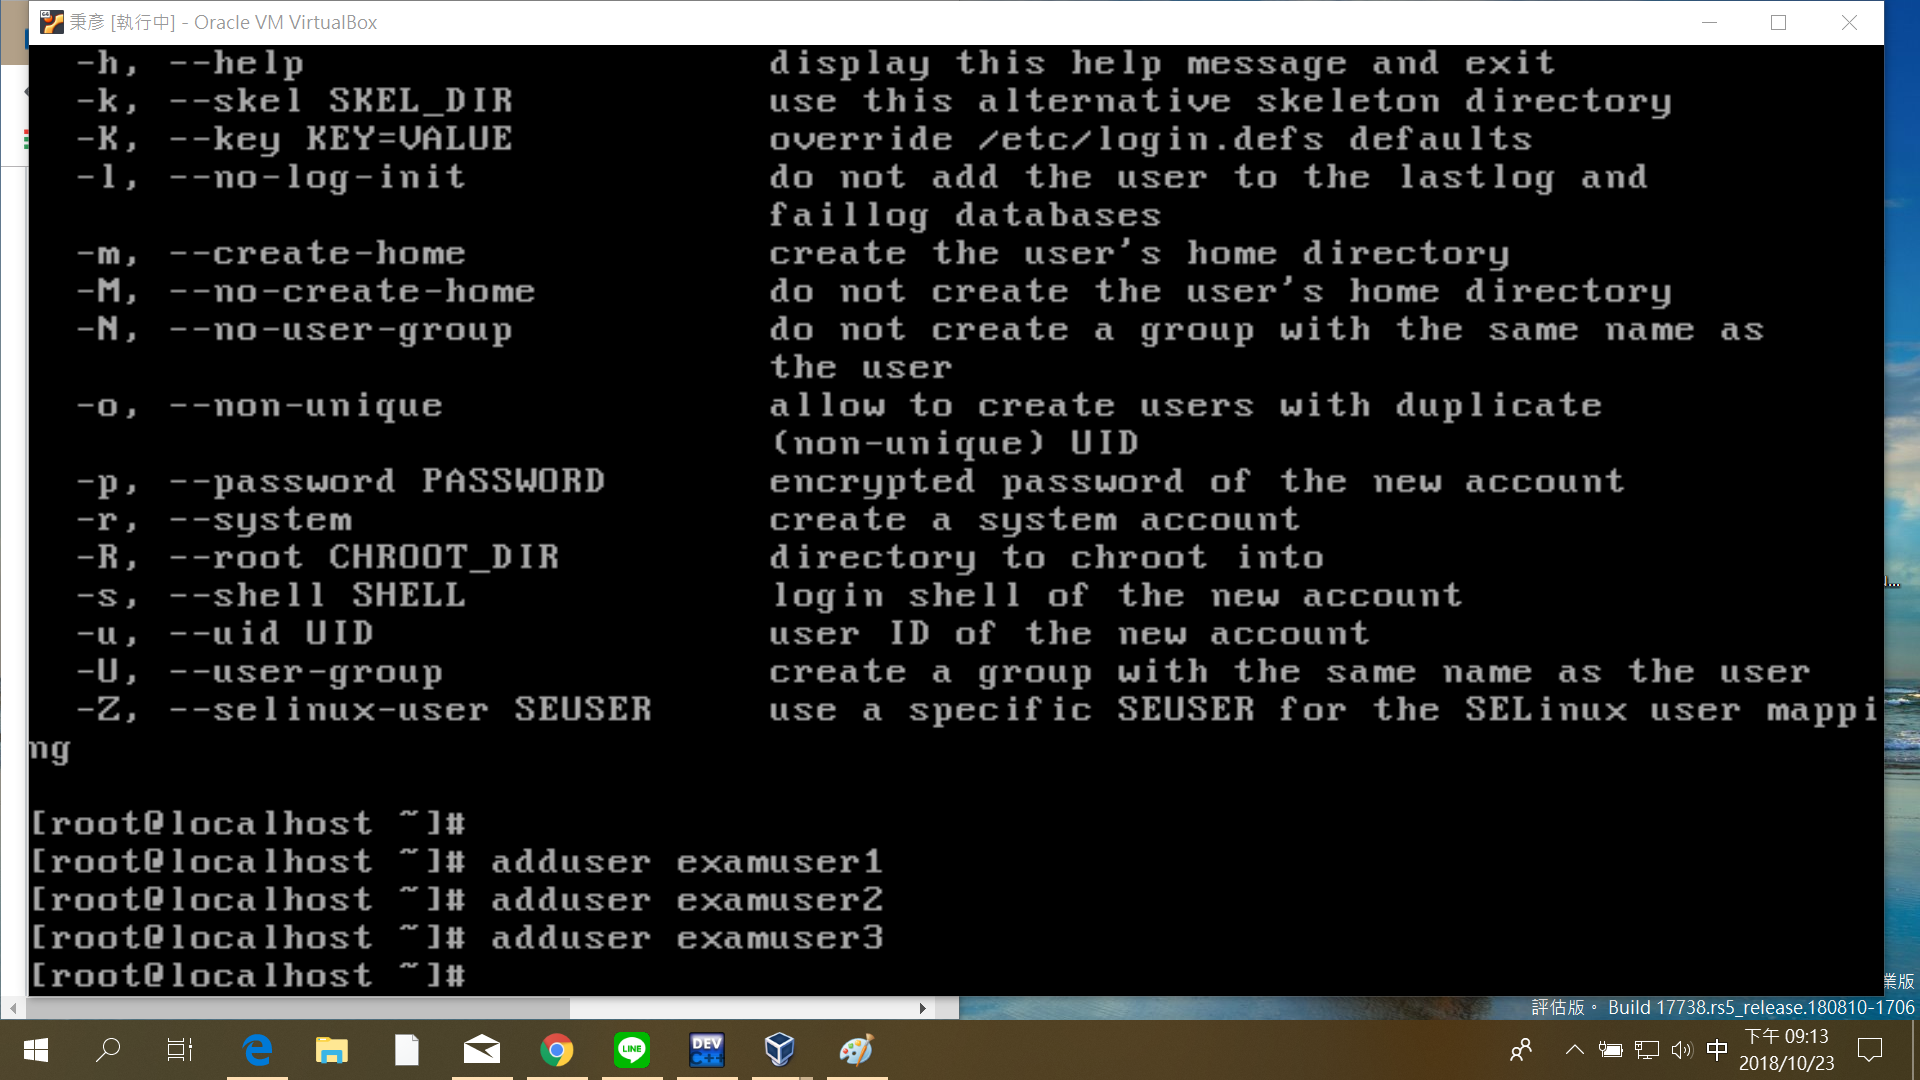 秉彥 [執行中] - Oracle VM VirtualBox
-h, --help display this help message and exit
-k, --skel SKEL_DIR use this alternative skeleton directory
-K, --key KEY=VALUE override /etc/login.defs defaults
-l, --no-log-init do not add the user to the lastlog and
faillog databases
-m, --create-home create the user's home directory
-M, --no-create-home do not create the user's home directory
-N, --no-user-group do not create a group with the same name as
the user
-o, --non-unique allow to create users with duplicate
(non-unique) UID
-p, --password PASSWORD encrypted password of the new account
-r, --system create a system account
-R, --root CHROOT_DIR directory to chroot into
-s, --shell SHELL login shell of the new account
-u, --uid UID user ID of the new account
-U, --user-group create a group with the same name as the user
-Z, --selinux-user SEUSER use a specific SEUSER for the SELinux user mappi
ng
[root@localhost ~]#
[root@localhost ~]# adduser examuser1
[root@localhost ~]# adduser examuser2
[root@localhost ~]# adduser examuser3
[root@localhost ~]#
業版
評估版。 Build 17738.rs5_release.180810-1706
LINE
DEV
C++
中
下午 09:13
2018/10/23